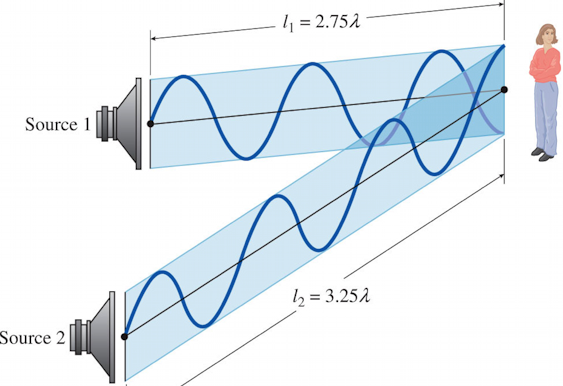 l₁ = 2.75λ
Source 1
l₂ = 3.25λ
Source 2